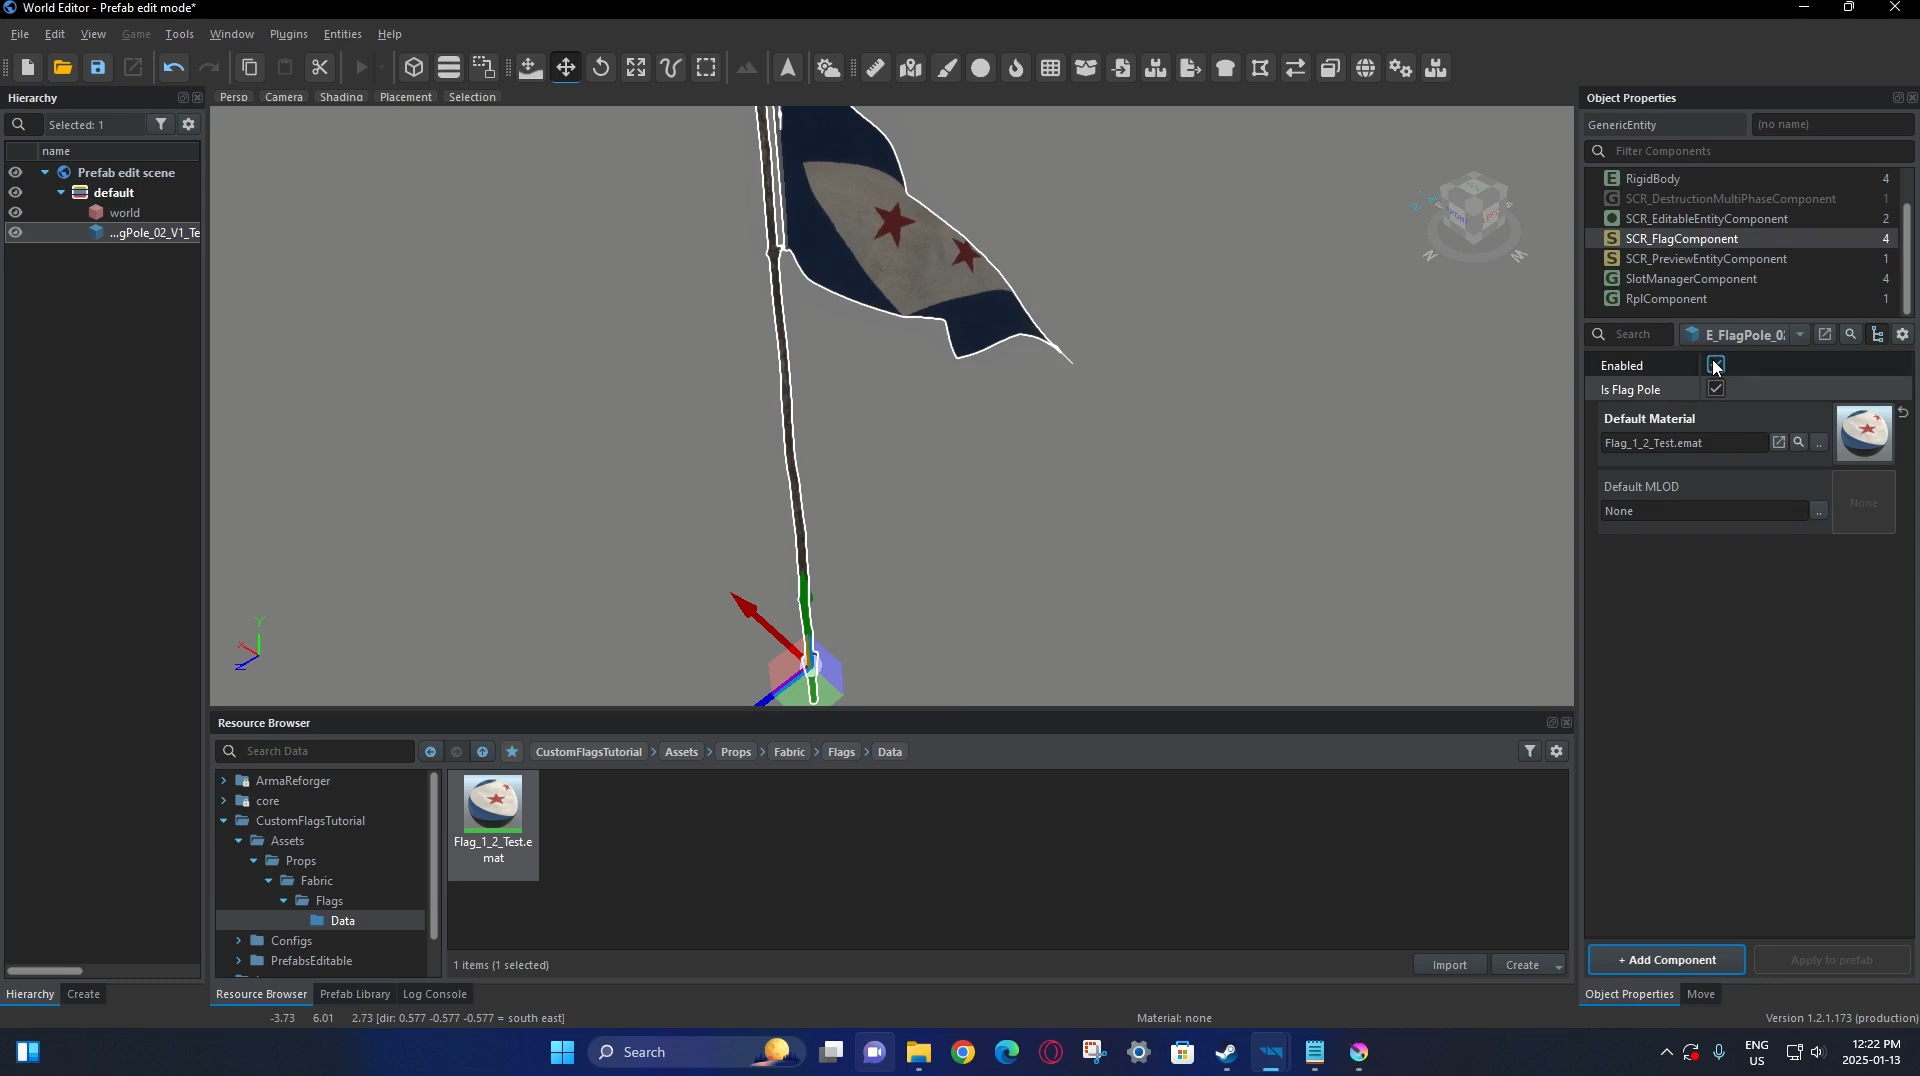 World Editor - Prefab edit mode*
File Edit View Game Tools Window Plugins Entities Help
Hierarchy
Persp Camera Shading Placement Selection
Object Properties
Selected: 1
GenericEntity (no name)
name
Filter Components
Prefab edit scene
default
world
...gPole_02_V1_Te
RigidBody 4
SCR_DestructionMultiPhaseComponent 1
SCR_EditableEntityComponent 2
SCR_FlagComponent 4
SCR_PreviewEntityComponent 1
SlotManagerComponent 4
RplComponent 1
Search E_FlagPole_0
Enabled
Is Flag Pole
Default Material
Flag_1_2_Test.emat ..
Default MLOD
None .. None
Resource Browser
Search Data CustomFlagsTutorial Assets Props Fabric Flags Data
ArmaReforger
core
CustomFlagsTutorial
Assets
Props
Fabric
Flags
Data
Configs
PrefabsEditable
Flag_1_2_Test.e
mat
1 items (1 selected) Import Create
+ Add Component Apply to prefab
Hierarchy Create
Resource Browser Prefab Library Log Console
Object Properties Move
-3.73 6.01 2.73 [dir: 0.577 -0.577 -0.577 = south east] Material: none Version 1.2.1.173 (production)
Search
ENG
US
12:22 PM
2025-01-13